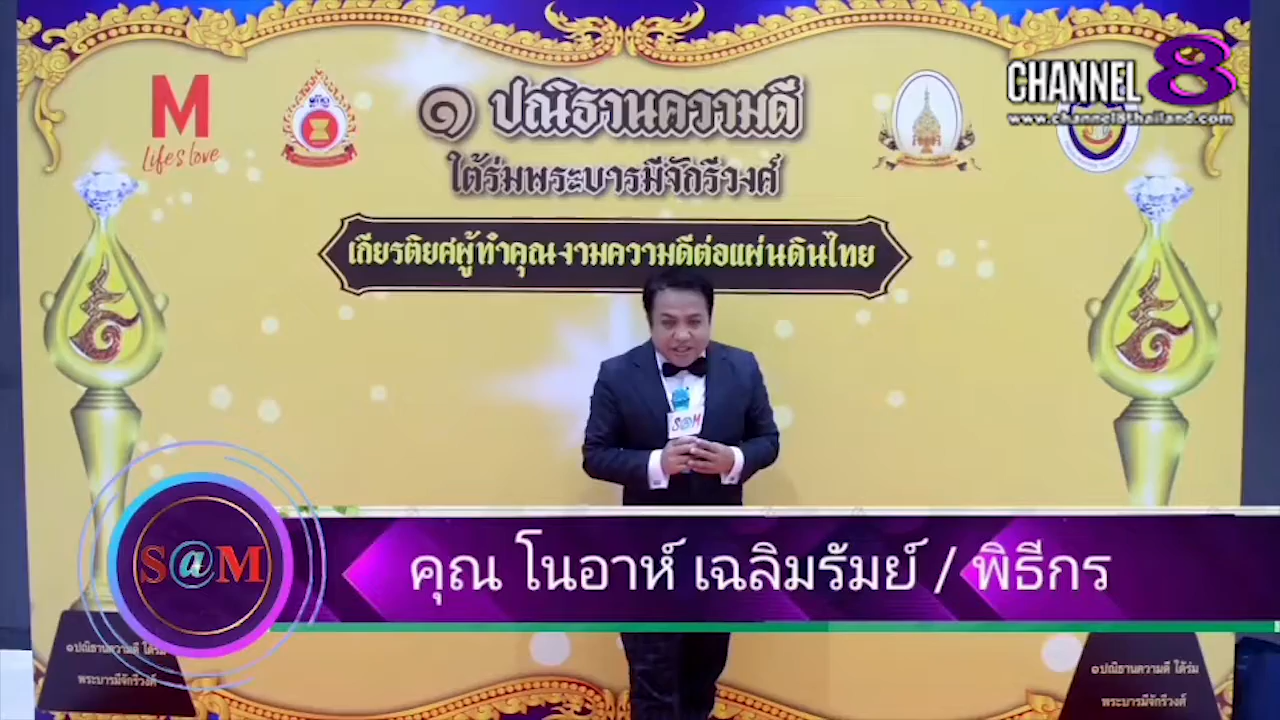 CHANNEL 8
www.channel8thailand.com
M
Lifes love
๑ ปณิธานความดี
ใต้ร่มพระบารมีจักรีวงศ์
เกียรติยศผู้ทำคุณงามความดีต่อแผ่นดินไทย
S@M
S@M
คุณ โนอาห์ เฉลิมรัมย์ / พิธีกร
๑ปณิธานความดี ใต้ร่ม
พระบารมีจักรีวงศ์
๑ปณิธานความดี ใต้ร่ม
พระบารมีจักรีวงศ์